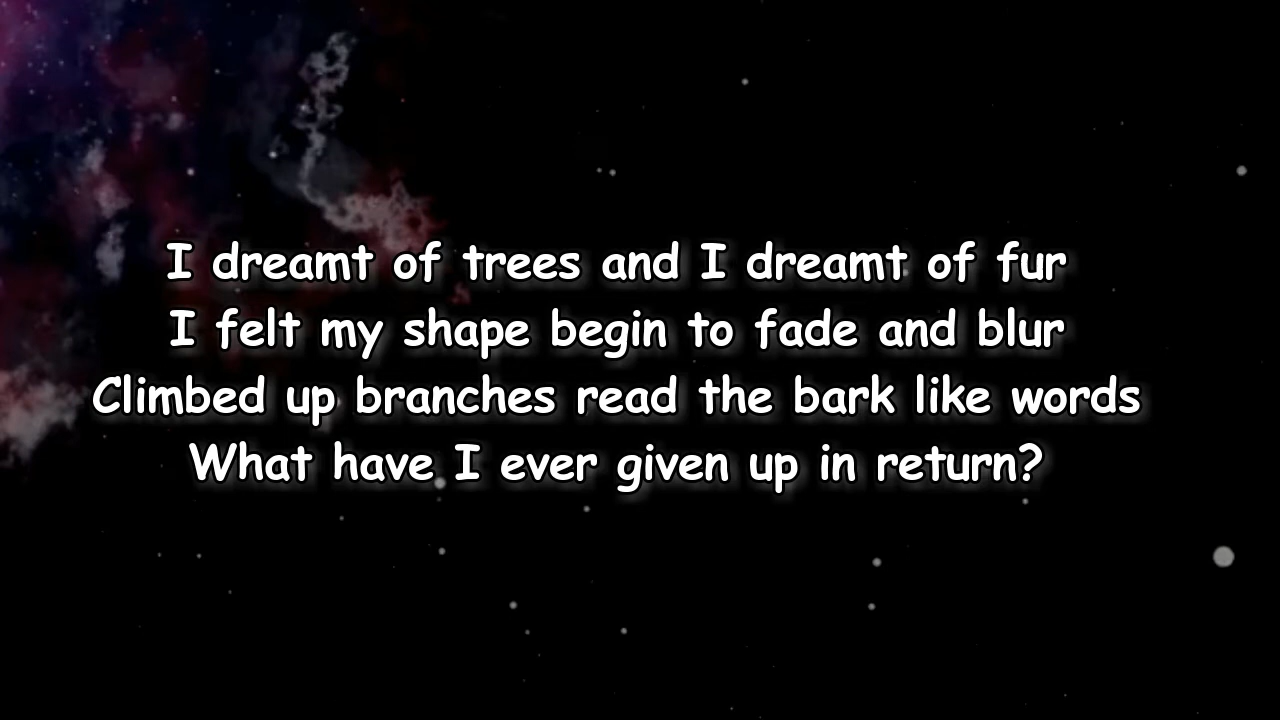 I dreamt of trees and I dreamt of fur
I felt my shape begin to fade and blur
Climbed up branches read the bark like words
What have I ever given up in return?